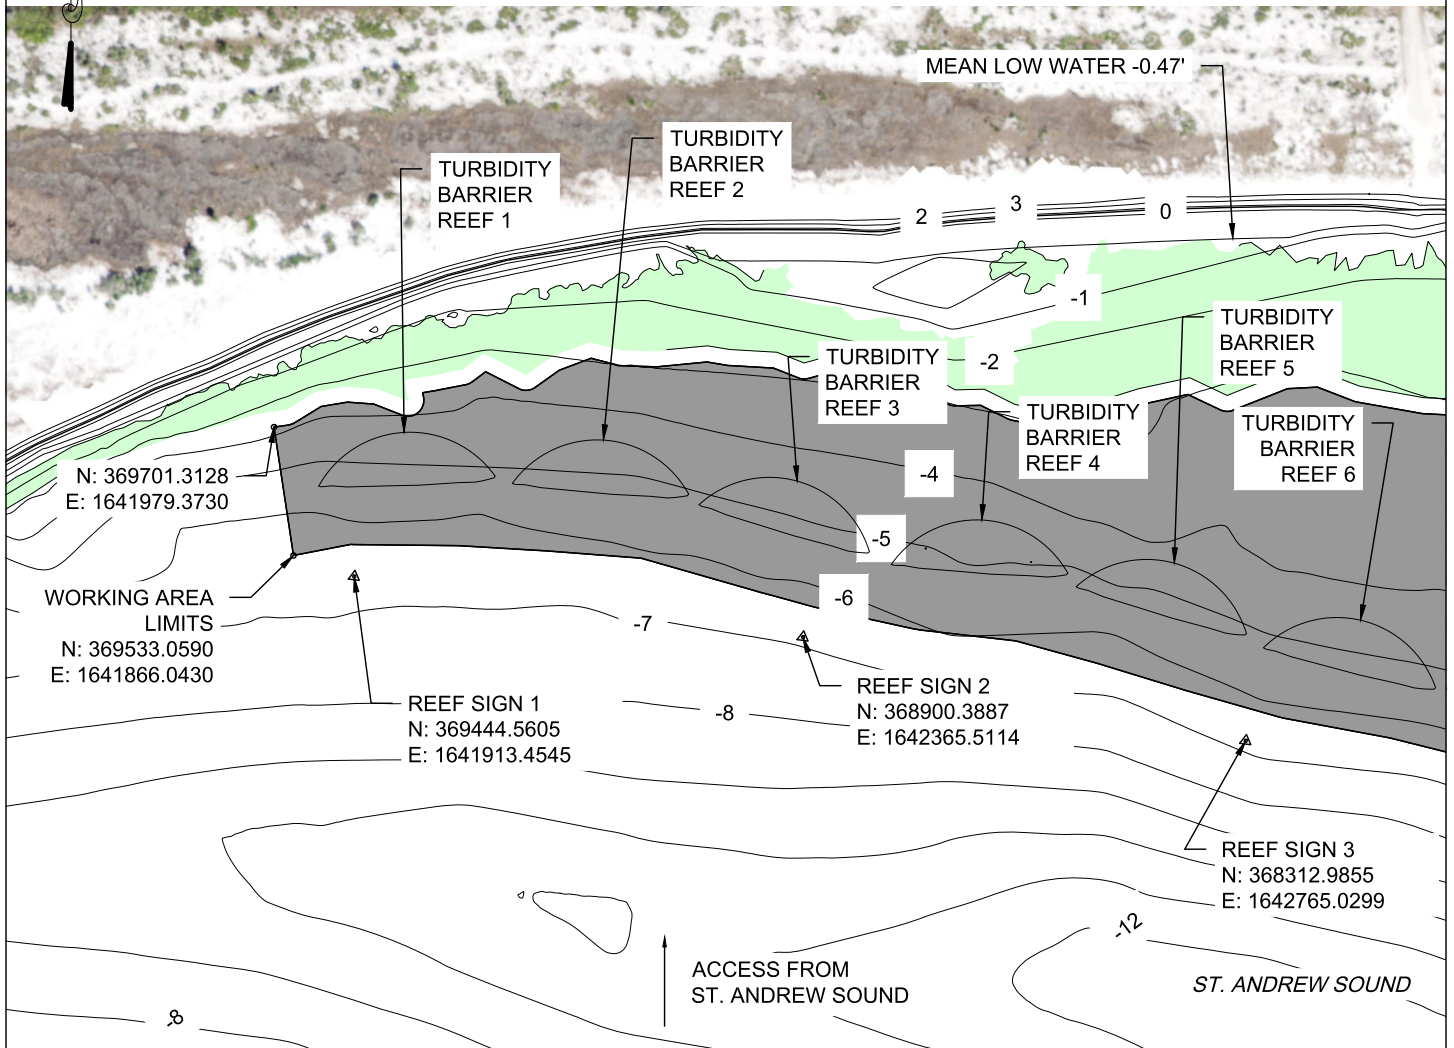 MEAN LOW WATER -0.47'
TURBIDITY
BARRIER
REEF 2
TURBIDITY
BARRIER
REEF 1
2
3
0
-1
TURBIDITY
BARRIER
REEF 5
-2
TURBIDITY
BARRIER
REEF 3
TURBIDITY
BARRIER
REEF 4
TURBIDITY
BARRIER
REEF 6
N: 369701.3128
E: 1641979.3730
-4
-5
-6
-7
WORKING AREA
LIMITS
N: 369533.0590
E: 1641866.0430
REEF SIGN 1
N: 369444.5605
E: 1641913.4545
-8
REEF SIGN 2
N: 368900.3887
E: 1642365.5114
REEF SIGN 3
N: 368312.9855
E: 1642765.0299
-12
ACCESS FROM
ST. ANDREW SOUND
ST. ANDREW SOUND
-8